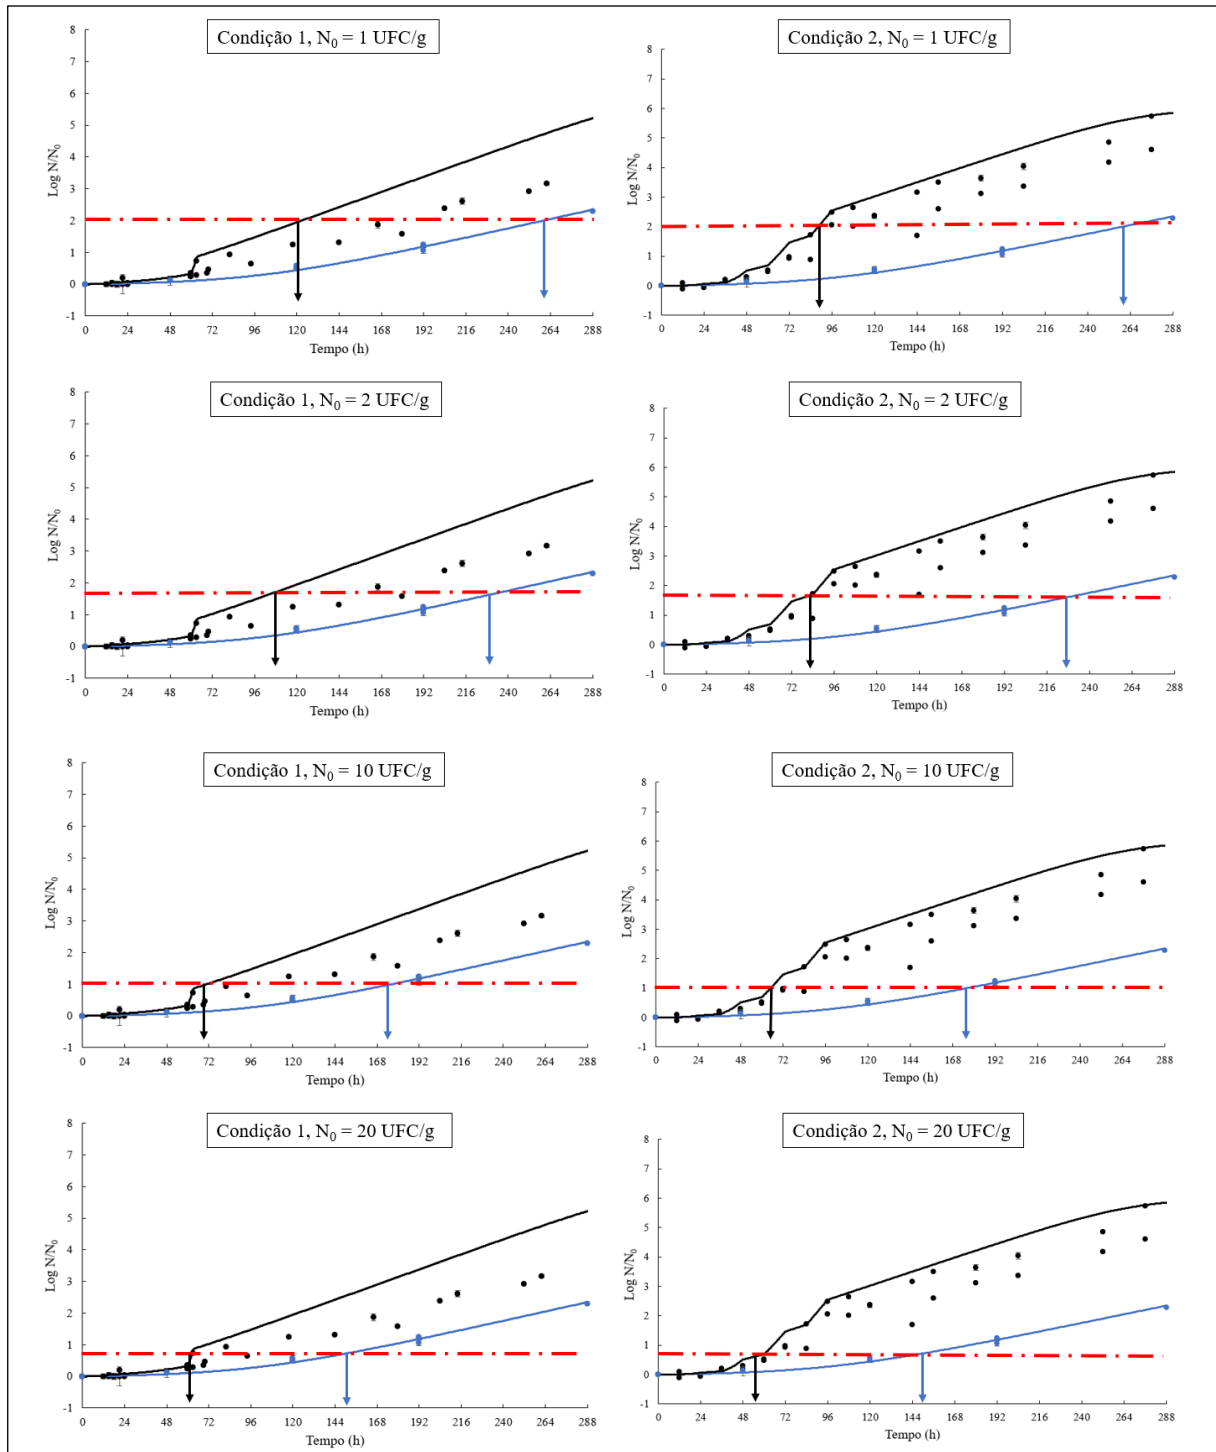 Condição 1, N₀ = 1 UFC/g
8
7
6
5
4
3
2
1
0
-1
Log N/N₀
0 24 48 72 96 120 144 168 192 216 240 264 288
Tempo (h)
Condição 2, N₀ = 1 UFC/g
8
7
6
5
4
3
2
1
0
-1
Log N/N₀
0 24 48 72 96 120 144 168 192 216 240 264 288
Tempo (h)
Condição 1, N₀ = 2 UFC/g
8
7
6
5
4
3
2
1
0
-1
Log N/N₀
0 24 48 72 96 120 144 168 192 216 240 264 288
Tempo (h)
Condição 2, N₀ = 2 UFC/g
8
7
6
5
4
3
2
1
0
-1
Log N/N₀
0 24 48 72 96 120 144 168 192 216 240 264 288
Tempo (h)
Condição 1, N₀ = 10 UFC/g
8
7
6
5
4
3
2
1
0
-1
Log N/N₀
0 24 48 72 96 120 144 168 192 216 240 264 288
Tempo (h)
Condição 2, N₀ = 10 UFC/g
8
7
6
5
4
3
2
1
0
-1
Log N/N₀
0 24 48 72 96 120 144 168 192 216 240 264 288
Tempo (h)
Condição 1, N₀ = 20 UFC/g
8
7
6
5
4
3
2
1
0
-1
Log N/N₀
0 24 48 72 96 120 144 168 192 216 240 264 288
Tempo (h)
Condição 2, N₀ = 20 UFC/g
8
7
6
5
4
3
2
1
0
-1
Log N/N₀
0 24 48 72 96 120 144 168 192 216 240 264 288
Tempo (h)